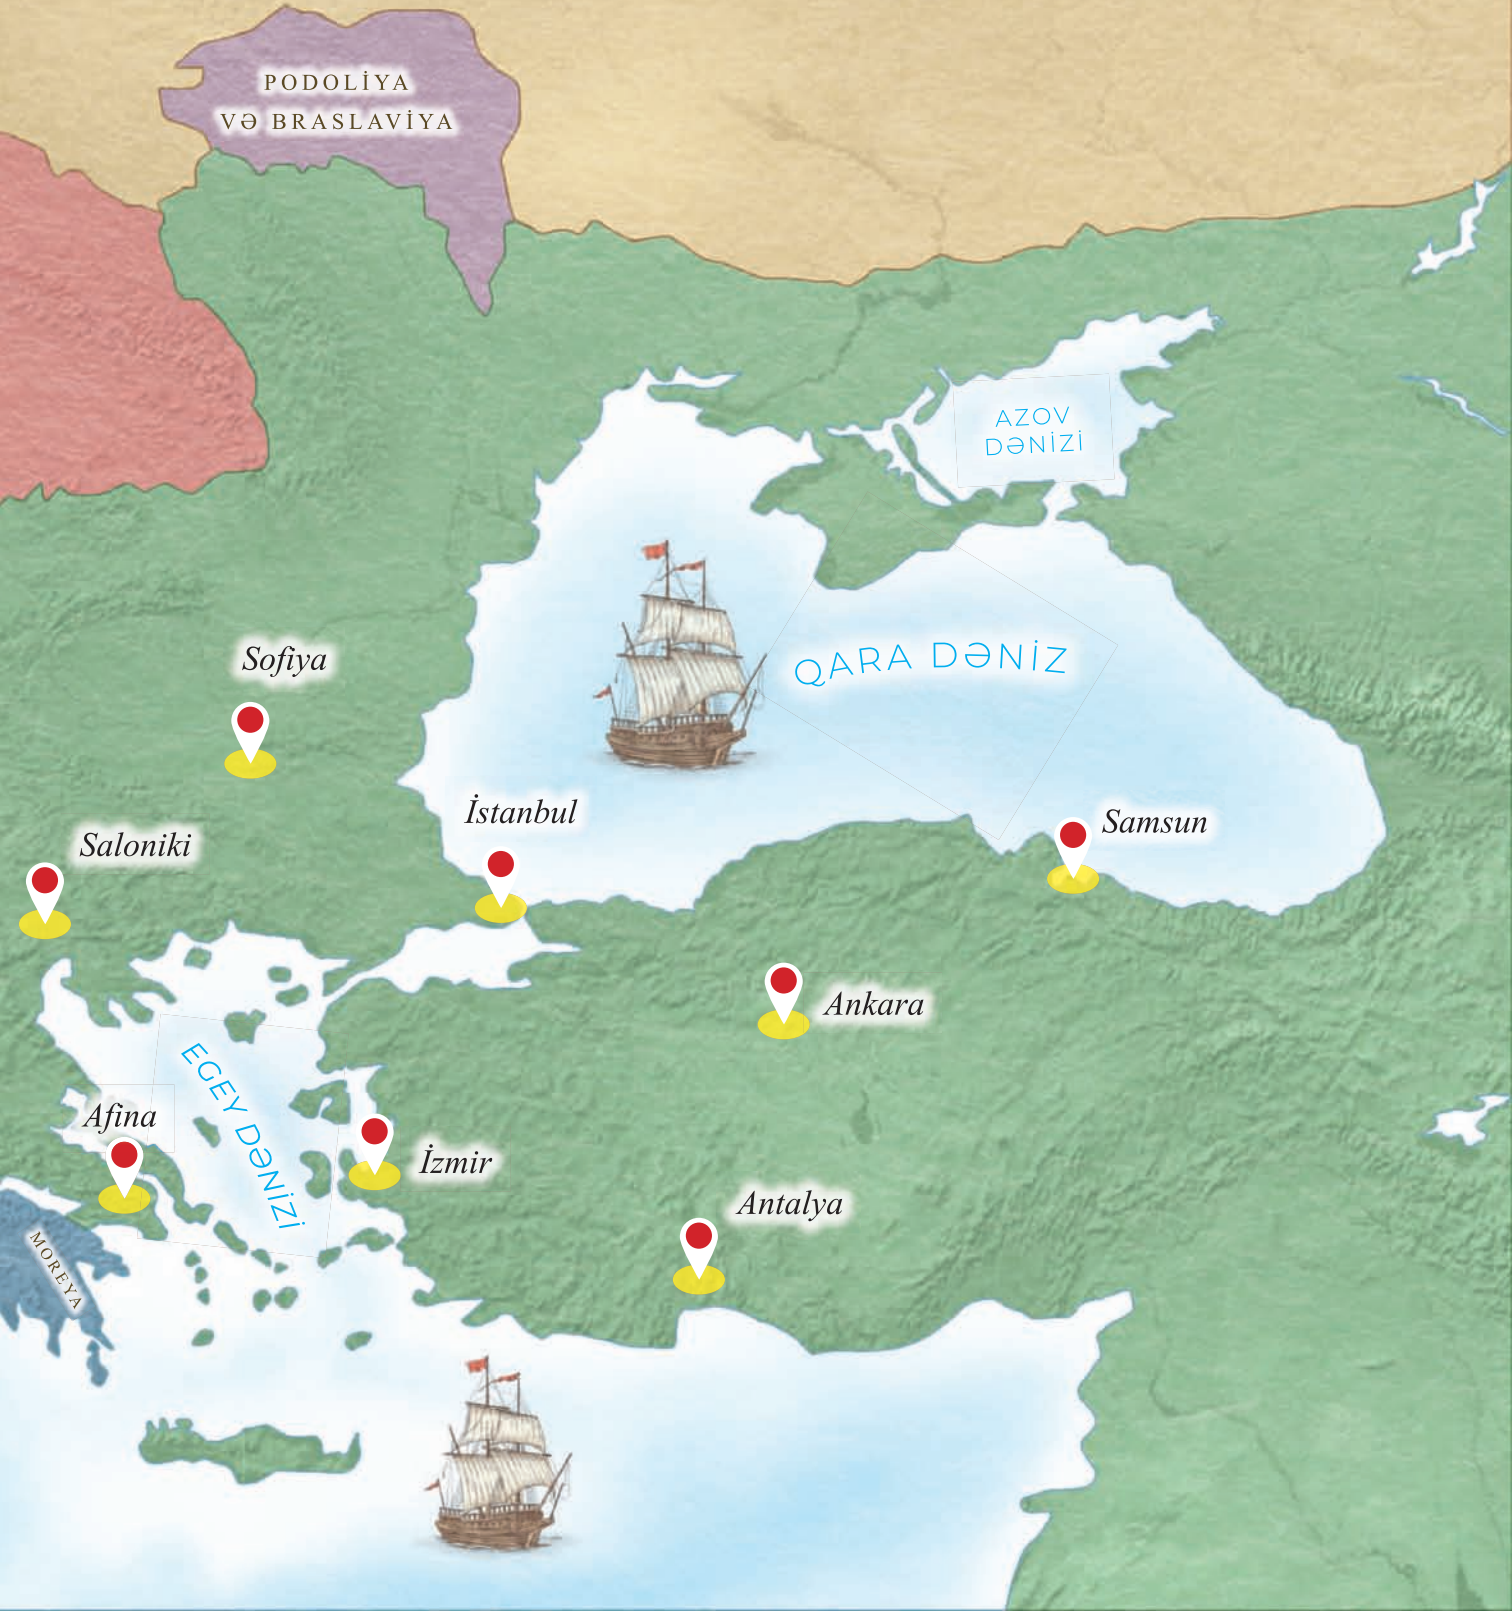 PODOLİYA
VƏ BRASLAVİYA
AZOV
DƏNİZİ
QARA DƏNİZ
Sofiya
İstanbul
Samsun
Saloniki
Ankara
EGEY DƏNİZİ
Afina
İzmir
Antalya
MOREYA